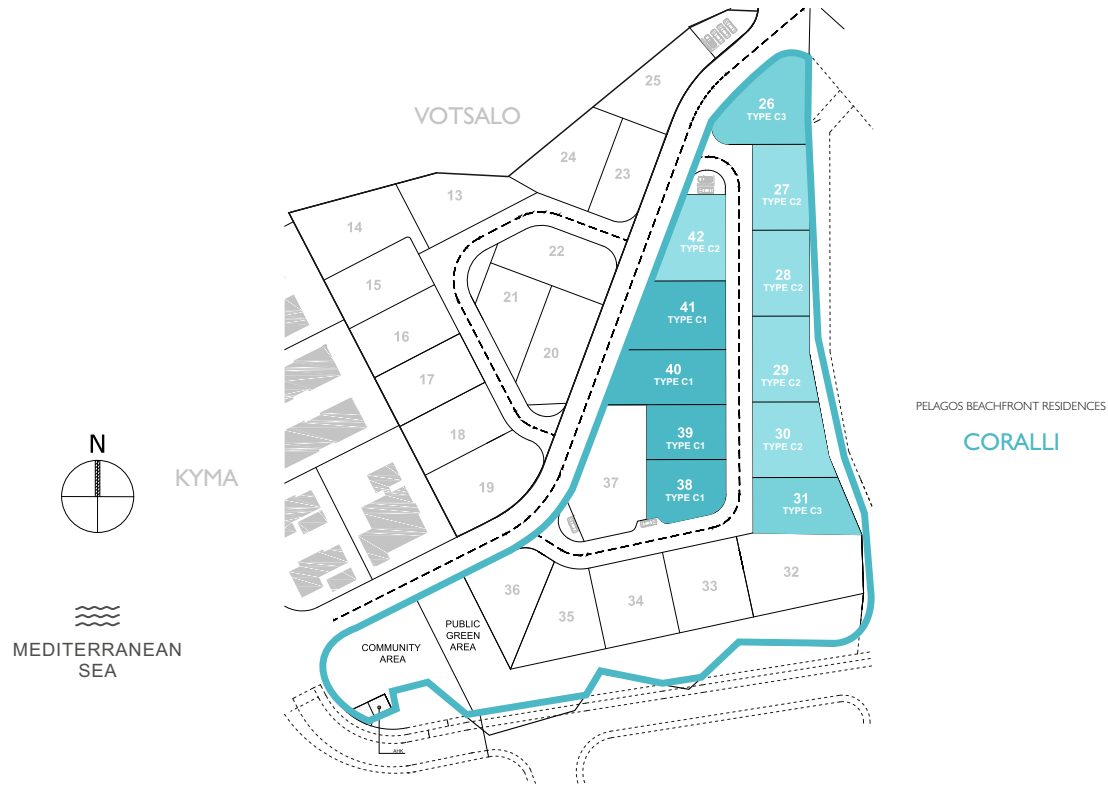 25
VOTSALO
26
TYPE C3
24
23
27
TYPE C2
13
14
42
TYPE C2
22
28
TYPE C2
15
21
41
TYPE C1
16
20
40
TYPE C1
29
TYPE C2
17
PELAGOS BEACHFRONT RESIDENCES
CORALLI
18
39
TYPE C1
30
TYPE C2
N
KYMA
19
37
38
TYPE C1
31
TYPE C3
36
35
34
33
32
MEDITERRANEAN
SEA
PUBLIC
GREEN
AREA
COMMUNITY
AREA
AHK